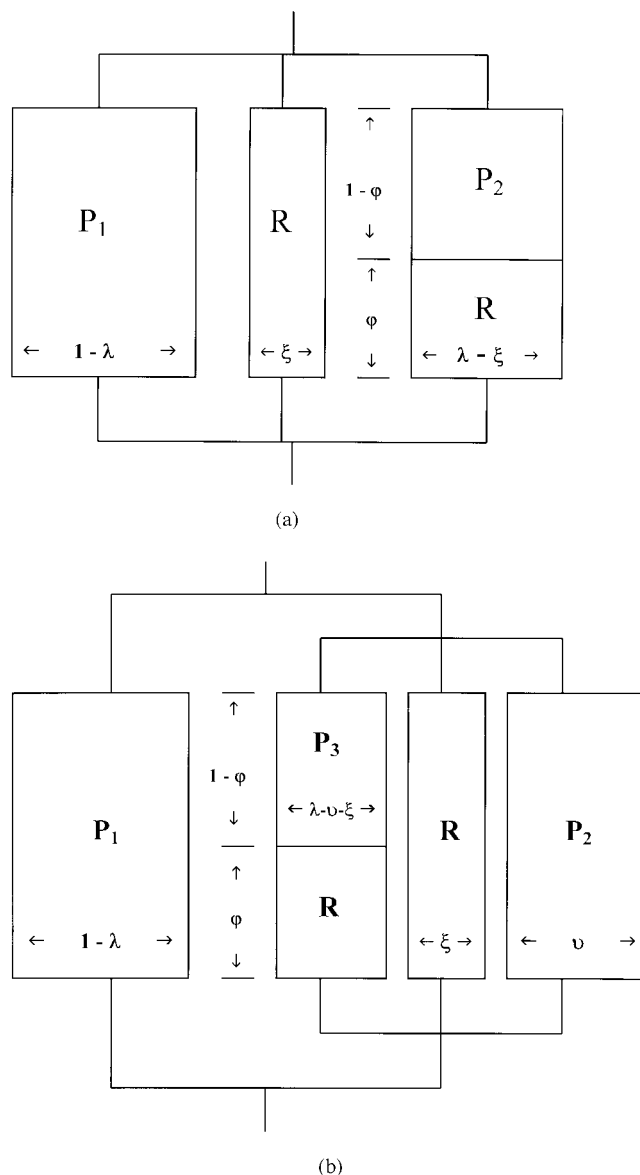 P₁
R
P₂
R
↑
1 - φ
↓
↑
φ
↓
← 1 - λ →
← ξ →
← λ - ξ →
(a)
P₁
P₃
R
P₂
R
↑
1 - φ
↓
↑
φ
↓
← λ-υ-ξ →
← 1 - λ →
← ξ →
← υ →
(b)